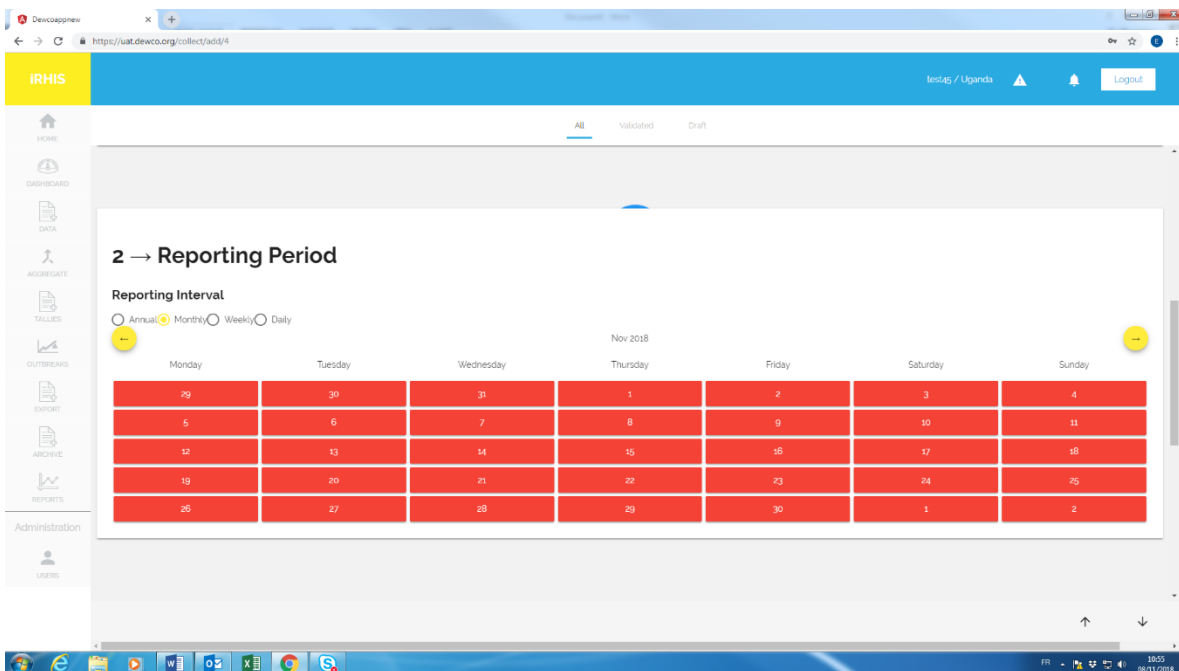 Dewcoappnew
https://uat.dewco.org/collect/add/4
E
iRHIS
test45 / Uganda
Logout
All Validated Draft
HOME
DASHBOARD
DATA
AGGREGATE
TALLIES
OUTBREAKS
EXPORT
ARCHIVE
REPORTS
Administration
USERS
2 → Reporting Period
Reporting Interval
Annual Monthly Weekly Daily
← Nov 2018 →
Monday Tuesday Wednesday Thursday Friday Saturday Sunday
29 30 31 1 2 3 4
5 6 7 8 9 10 11
12 13 14 15 16 17 18
19 20 21 22 23 24 25
26 27 28 29 30 1 2
FR 10:55
08/11/2018